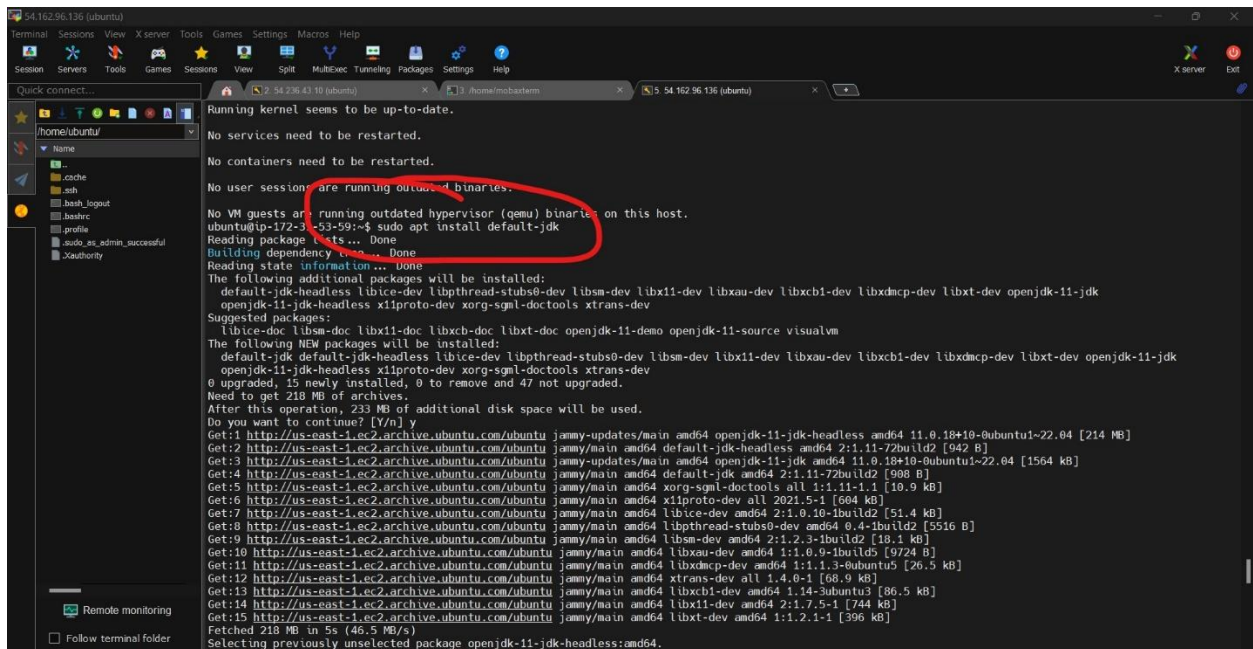 54.162.96.136 (ubuntu)
Terminal Sessions View X server Tools Games Settings Macros Help
Session Servers Tools Games Sessions View Split MultiExec Tunneling Packages Settings Help X server Exit
Quick connect...
2. 54.236.43.10 (ubuntu) 3. /home/mobaxterm 5. 54.162.96.136 (ubuntu)
/home/ubuntu/
Name
..
.cache
.ssh
.bash_logout
.bashrc
.profile
.sudo_as_admin_successful
.Xauthority
Remote monitoring
Follow terminal folder
Running kernel seems to be up-to-date.
No services need to be restarted.
No containers need to be restarted.
No user sessions are running outdated binaries.
No VM guests are running outdated hypervisor (qemu) binaries on this host.
ubuntu@ip-172-31-53-59:~$ sudo apt install default-jdk
Reading package lists... Done
Building dependency tree... Done
Reading state information... Done
The following additional packages will be installed:
default-jdk-headless libice-dev libpthread-stubs0-dev libsm-dev libx11-dev libxau-dev libxcb1-dev libxdmcp-dev libxt-dev openjdk-11-jdk
openjdk-11-jdk-headless x11proto-dev xorg-sgml-doctools xtrans-dev
Suggested packages:
libice-doc libsm-doc libx11-doc libxcb-doc libxt-doc openjdk-11-demo openjdk-11-source visualvm
The following NEW packages will be installed:
default-jdk default-jdk-headless libice-dev libpthread-stubs0-dev libsm-dev libx11-dev libxau-dev libxcb1-dev libxdmcp-dev libxt-dev openjdk-11-jdk
openjdk-11-jdk-headless x11proto-dev xorg-sgml-doctools xtrans-dev
0 upgraded, 15 newly installed, 0 to remove and 47 not upgraded.
Need to get 218 MB of archives.
After this operation, 233 MB of additional disk space will be used.
Do you want to continue? [Y/n] y
Get:1 http://us-east-1.ec2.archive.ubuntu.com/ubuntu jammy-updates/main amd64 openjdk-11-jdk-headless amd64 11.0.18+10-0ubuntu1~22.04 [214 MB]
Get:2 http://us-east-1.ec2.archive.ubuntu.com/ubuntu jammy/main amd64 default-jdk-headless amd64 2:1.11-72build2 [942 B]
Get:3 http://us-east-1.ec2.archive.ubuntu.com/ubuntu jammy-updates/main amd64 openjdk-11-jdk amd64 11.0.18+10-0ubuntu1~22.04 [1564 kB]
Get:4 http://us-east-1.ec2.archive.ubuntu.com/ubuntu jammy/main amd64 default-jdk amd64 2:1.11-72build2 [908 B]
Get:5 http://us-east-1.ec2.archive.ubuntu.com/ubuntu jammy/main amd64 xorg-sgml-doctools all 1:1.11-1.1 [10.9 kB]
Get:6 http://us-east-1.ec2.archive.ubuntu.com/ubuntu jammy/main amd64 x11proto-dev all 2021.5-1 [604 kB]
Get:7 http://us-east-1.ec2.archive.ubuntu.com/ubuntu jammy/main amd64 libice-dev amd64 2:1.0.10-1build2 [51.4 kB]
Get:8 http://us-east-1.ec2.archive.ubuntu.com/ubuntu jammy/main amd64 libpthread-stubs0-dev amd64 0.4-1build2 [5516 B]
Get:9 http://us-east-1.ec2.archive.ubuntu.com/ubuntu jammy/main amd64 libsm-dev amd64 2:1.2.3-1build2 [18.1 kB]
Get:10 http://us-east-1.ec2.archive.ubuntu.com/ubuntu jammy/main amd64 libxau-dev amd64 1:1.0.9-1build5 [9724 B]
Get:11 http://us-east-1.ec2.archive.ubuntu.com/ubuntu jammy/main amd64 libxdmcp-dev amd64 1:1.1.3-0ubuntu5 [26.5 kB]
Get:12 http://us-east-1.ec2.archive.ubuntu.com/ubuntu jammy/main amd64 xtrans-dev all 1.4.0-1 [68.9 kB]
Get:13 http://us-east-1.ec2.archive.ubuntu.com/ubuntu jammy/main amd64 libxcb1-dev amd64 1.14-3ubuntu3 [86.5 kB]
Get:14 http://us-east-1.ec2.archive.ubuntu.com/ubuntu jammy/main amd64 libx11-dev amd64 2:1.7.5-1 [744 kB]
Get:15 http://us-east-1.ec2.archive.ubuntu.com/ubuntu jammy/main amd64 libxt-dev amd64 1:1.2.1-1 [396 kB]
Fetched 218 MB in 5s (46.5 MB/s)
Selecting previously unselected package openjdk-11-jdk-headless:amd64.